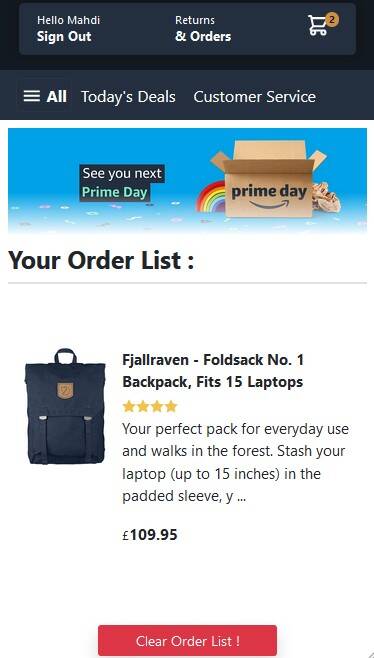 Hello Mahdi
Sign Out
Returns
& Orders
2
All
Today's Deals
Customer Service
See you next
Prime Day
prime day
Your Order List :
Fjallraven - Foldsack No. 1
Backpack, Fits 15 Laptops
Your perfect pack for everyday use
and walks in the forest. Stash your
laptop (up to 15 inches) in the
padded sleeve, y ...
£109.95
Clear Order List !